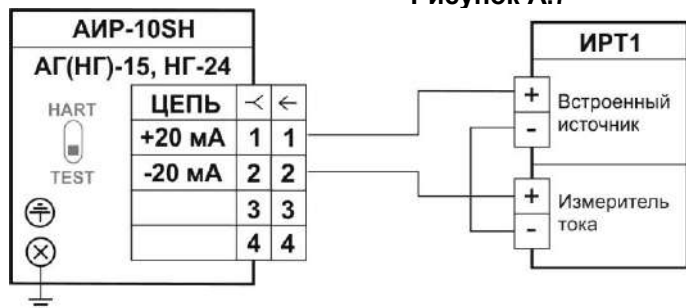 Рисунок А.7
АИР-10SH
АГ(НГ)-15, НГ-24
HART
TEST
ЦЕПЬ
+20 мА 1 1
-20 мА 2 2
3 3
4 4
ИРТ1
+ Встроенный
- источник
+ Измеритель
- тока